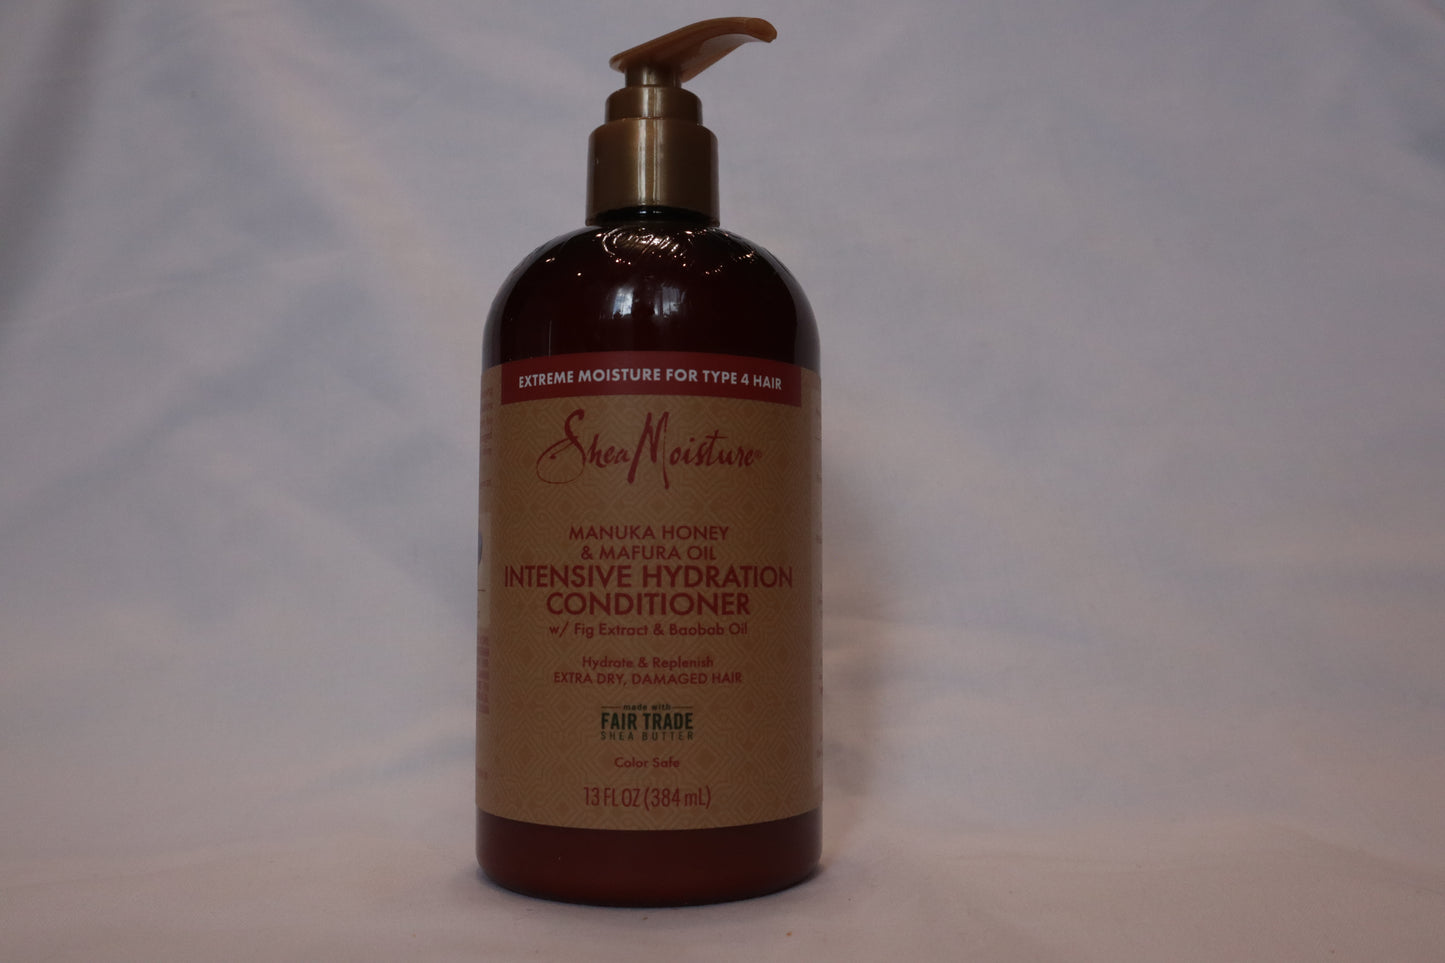 EXTREME MOISTURE FOR TYPE 4 HAIR
SheaMoisture®
MANUKA HONEY
& MAFURA OIL
INTENSIVE HYDRATION
CONDITIONER
w/ Fig Extract & Baobab Oil
Hydrate & Replenish
EXTRA DRY, DAMAGED HAIR
made with
FAIR TRADE
SHEA BUTTER
Color Safe
13 FL OZ (384 mL)